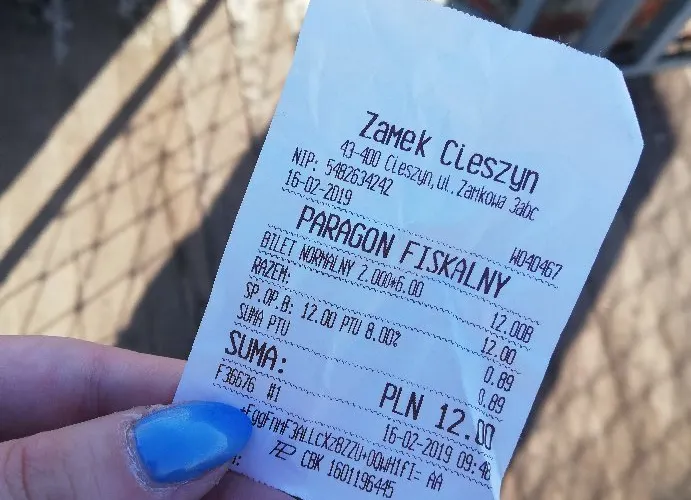 Zamek Cieszyn
43-400 Cieszyn,ul. Zamkowa 3abc
NIP: 5482634242
16-02-2019 W040467
PARAGON FISKALNY
BILET NORMALNY 2.000*6.00 12.00B
RAZEM: 12.00
SP.OP.B: 12.00 PTU 8.00% 0.89
SUMA PTU 0.89
SUMA: PLN 12.00
F36676 #1 16-02-2019 09:48
AA
CBK 1601196445